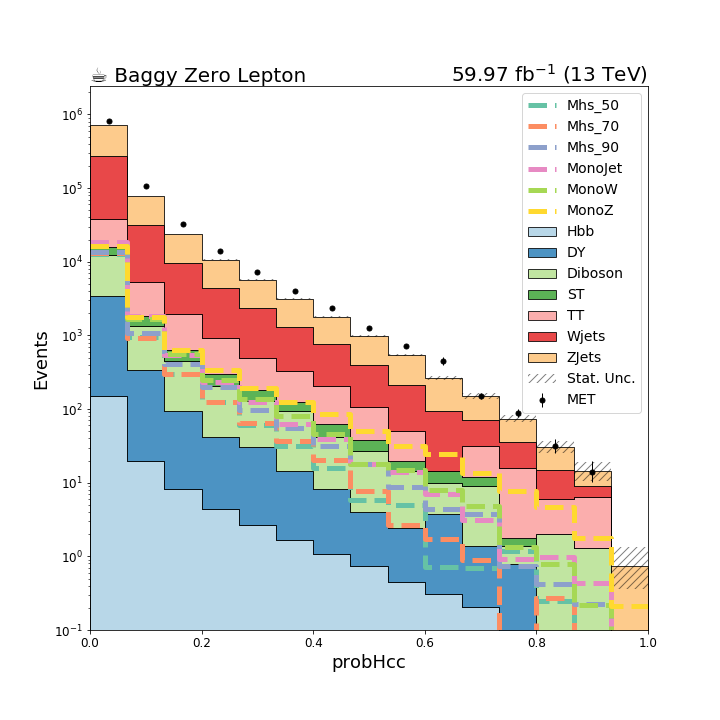 ☕ Baggy Zero Lepton
59.97 fb⁻¹ (13 TeV)
Mhs_50
Mhs_70
Mhs_90
MonoJet
MonoW
MonoZ
Hbb
DY
Diboson
ST
TT
Wjets
ZJets
Stat. Unc.
MET
Events
10⁶
10⁵
10⁴
10³
10²
10¹
10⁰
10⁻¹
0.0 0.2 0.4 0.6 0.8 1.0
probHcc